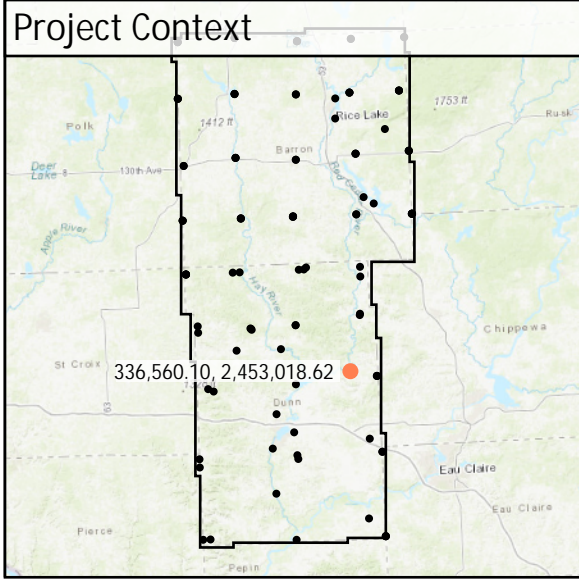 Project Context
1753 ft
Rusk
Rice Lake
1412 ft
Polk
Barron
Deer
Lake 8
130th Ave
Red Cedar River
Apple River
Hay River
Chippewa
St Croix
336,560.10, 2,453,018.62
63
Dunn
Eau Claire
Eau Claire
Pierce
Pepin